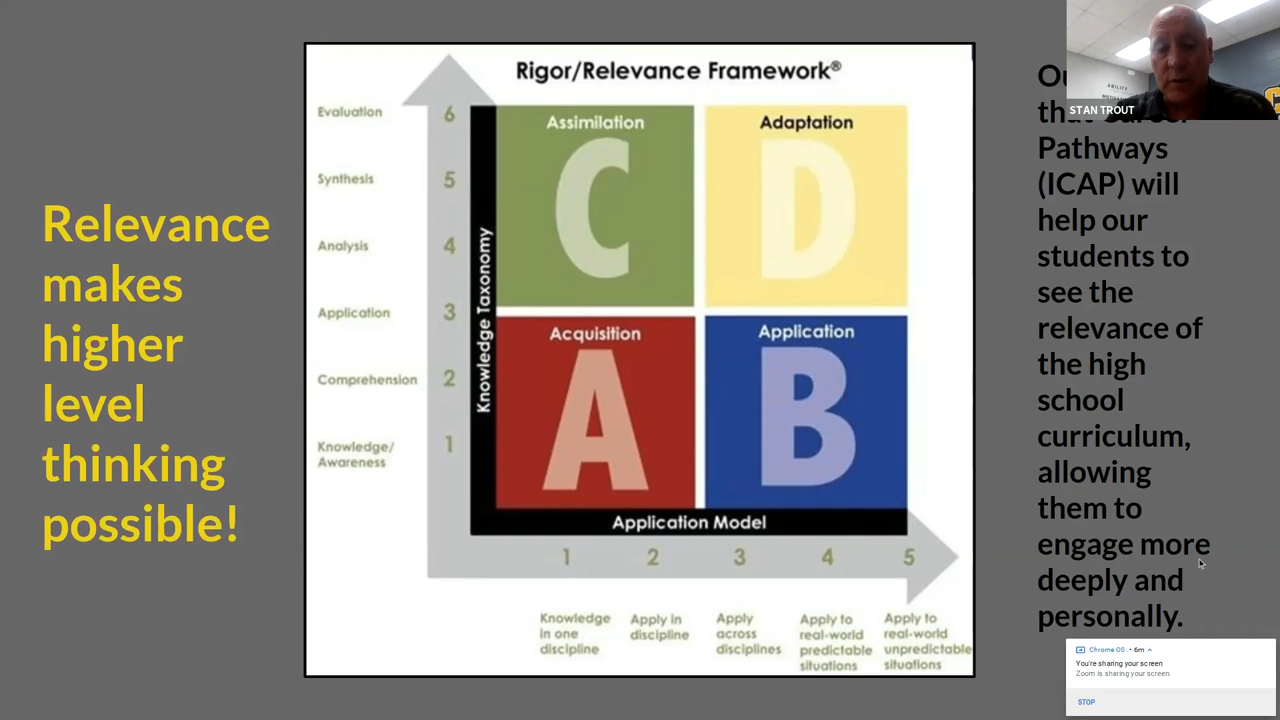 Relevance
makes
higher
level
thinking
possible!
Rigor/Relevance Framework®
Evaluation 6
Synthesis 5
Analysis 4
Application 3
Comprehension 2
Knowledge/
Awareness 1
Knowledge Taxonomy
Assimilation
C
Adaptation
D
Acquisition
A
Application
B
Application Model
1 2 3 4 5
Knowledge
in one
discipline
Apply in
discipline
Apply
across
disciplines
Apply to
real-world
predictable
situations
Apply to
real-world
unpredictable
situations
ABILITY
STAN TROUT
Pathways
(ICAP) will
help our
students to
see the
relevance of
the high
school
curriculum,
allowing
them to
engage more
deeply and
personally.
Chrome OS • 6m
You're sharing your screen
Zoom is sharing your screen.
STOP